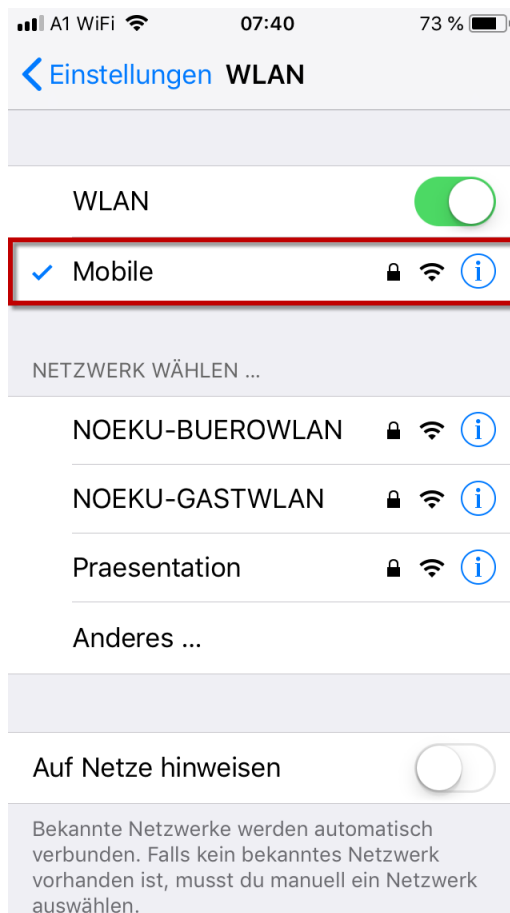 A1 WiFi 07:40 73 %
Einstellungen WLAN
WLAN
Mobile
NETZWERK WÄHLEN ...
NOEKU-BUEROWLAN
NOEKU-GASTWLAN
Praesentation
Anderes ...
Auf Netze hinweisen
Bekannte Netzwerke werden automatisch
verbunden. Falls kein bekanntes Netzwerk
vorhanden ist, musst du manuell ein Netzwerk
auswählen.